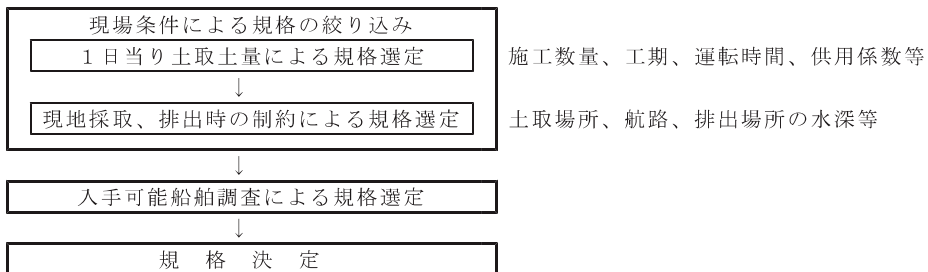 現場条件による規格の絞り込み
１日当り土取土量による規格選定 施工数量、工期、運転時間、供用係数等
↓
現地採取、排出時の制約による規格選定 土取場所、航路、排出場所の水深等
↓
入手可能船舶調査による規格選定
↓
規 格 決 定